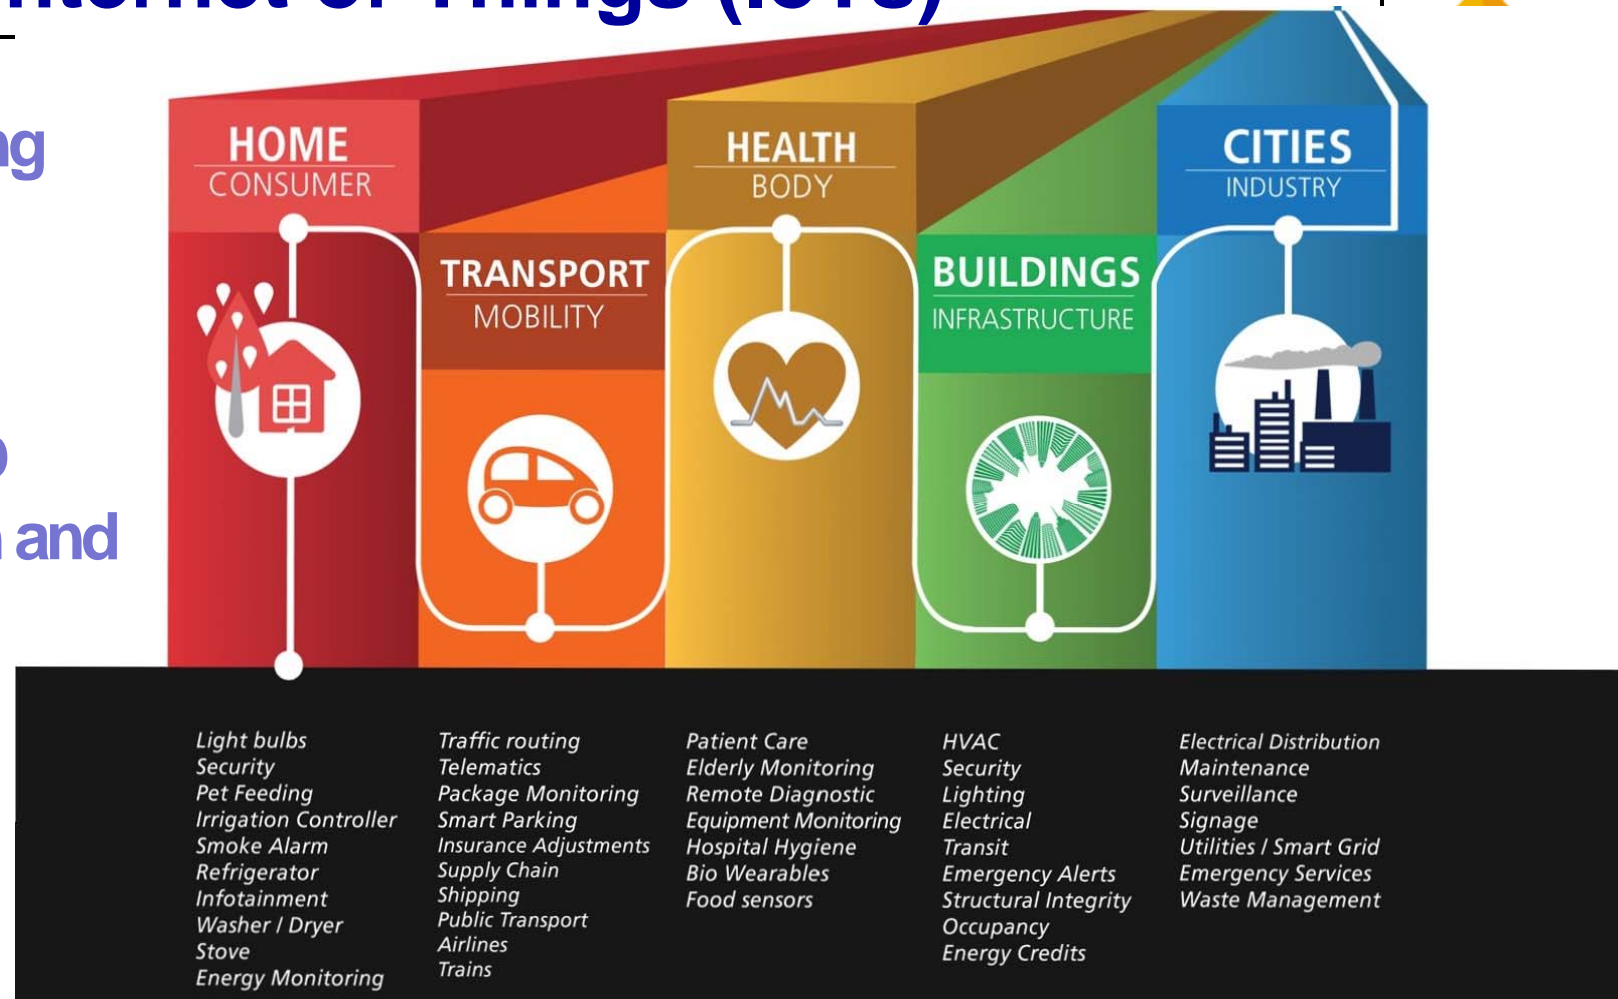 Internet of Things (IOTs)
and
HOME
CONSUMER
TRANSPORT
MOBILITY
HEALTH
BODY
BUILDINGS
INFRASTRUCTURE
CITIES
INDUSTRY
Light bulbs
Security
Pet Feeding
Irrigation Controller
Smoke Alarm
Refrigerator
Infotainment
Washer / Dryer
Stove
Energy Monitoring
Traffic routing
Telematics
Package Monitoring
Smart Parking
Insurance Adjustments
Supply Chain
Shipping
Public Transport
Airlines
Trains
Patient Care
Elderly Monitoring
Remote Diagnostic
Equipment Monitoring
Hospital Hygiene
Bio Wearables
Food sensors
HVAC
Security
Lighting
Electrical
Transit
Emergency Alerts
Structural Integrity
Occupancy
Energy Credits
Electrical Distribution
Maintenance
Surveillance
Signage
Utilities / Smart Grid
Emergency Services
Waste Management